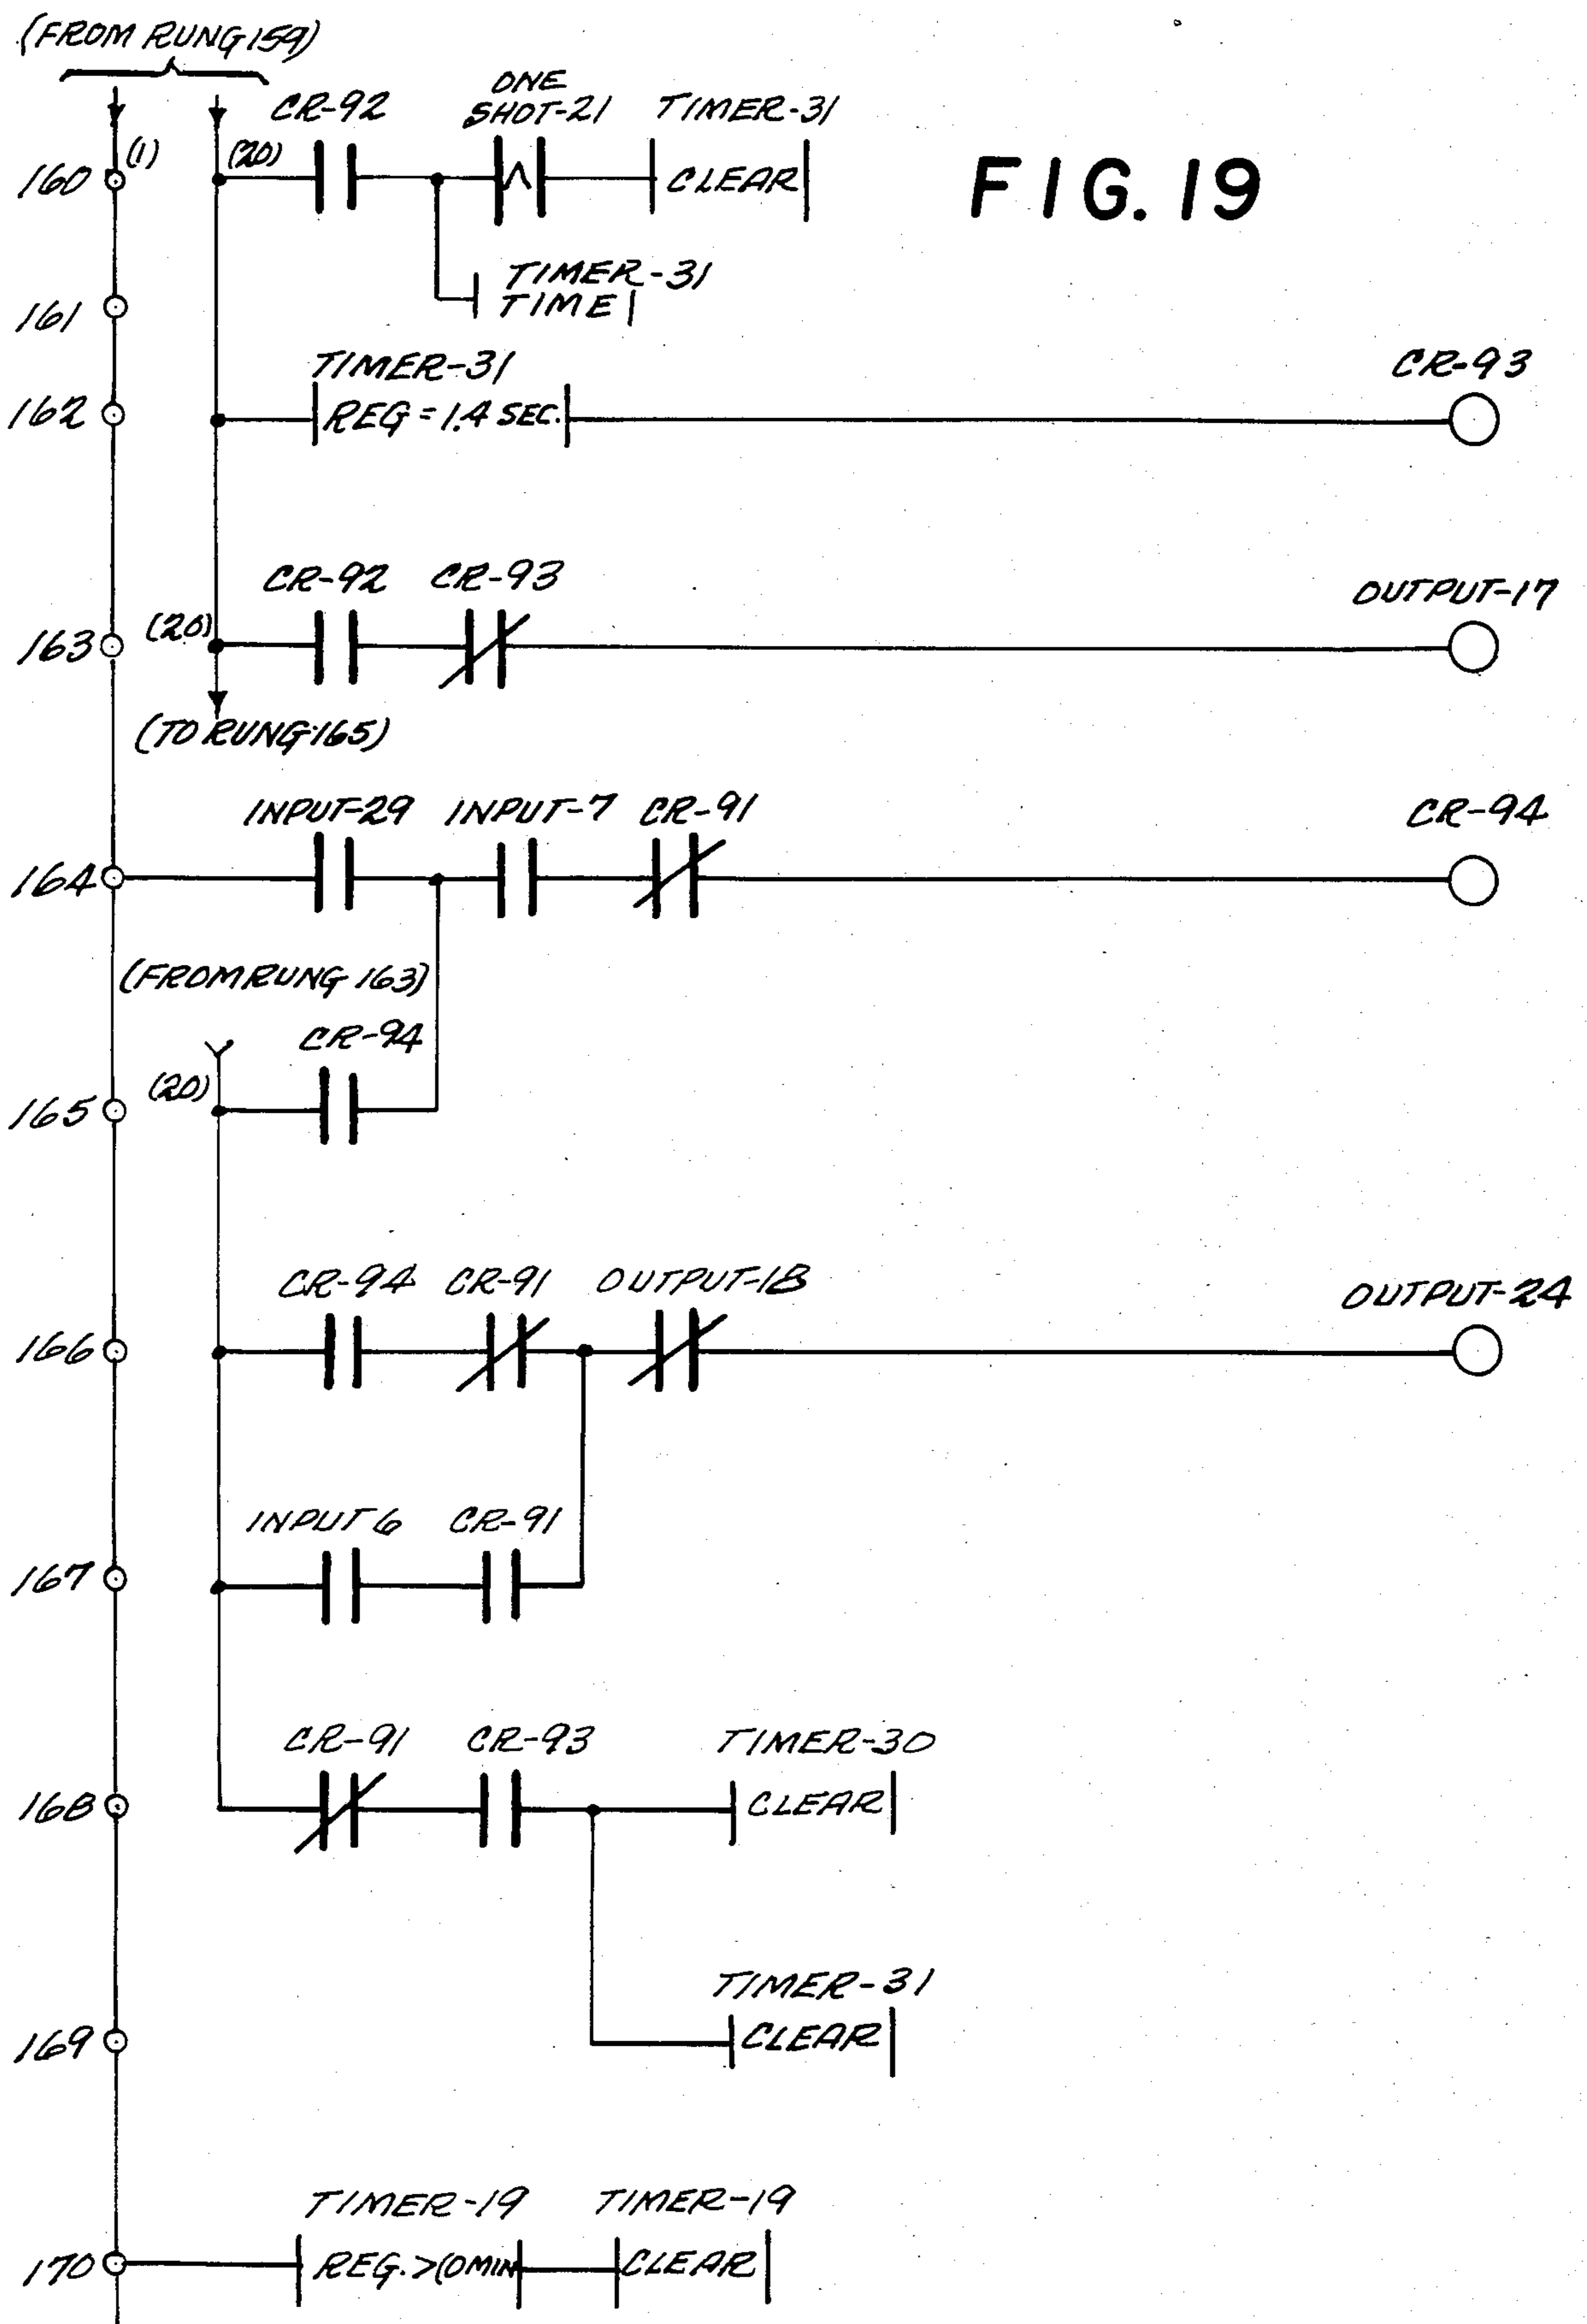 (FROM RUNG 159)
CR-92 ONE SHOT-21 TIMER-31
160 (1) (20) CLEAR
FIG. 19
TIMER-31
161 TIME
TIMER-31 CR-93
162 REG = 1.4 SEC.
CR-92 CR-93 OUTPUT-17
163 (20)
(TO RUNG 165)
INPUT-29 INPUT-7 CR-91 CR-94
164
(FROM RUNG 163)
CR-94
165 (20)
CR-94 CR-91 OUTPUT-18 OUTPUT-24
166
INPUT 6 CR-91
167
CR-91 CR-93 TIMER-30
168 CLEAR
TIMER-31
169 CLEAR
TIMER-19 TIMER-19
170 REG. >(0 MIN CLEAR